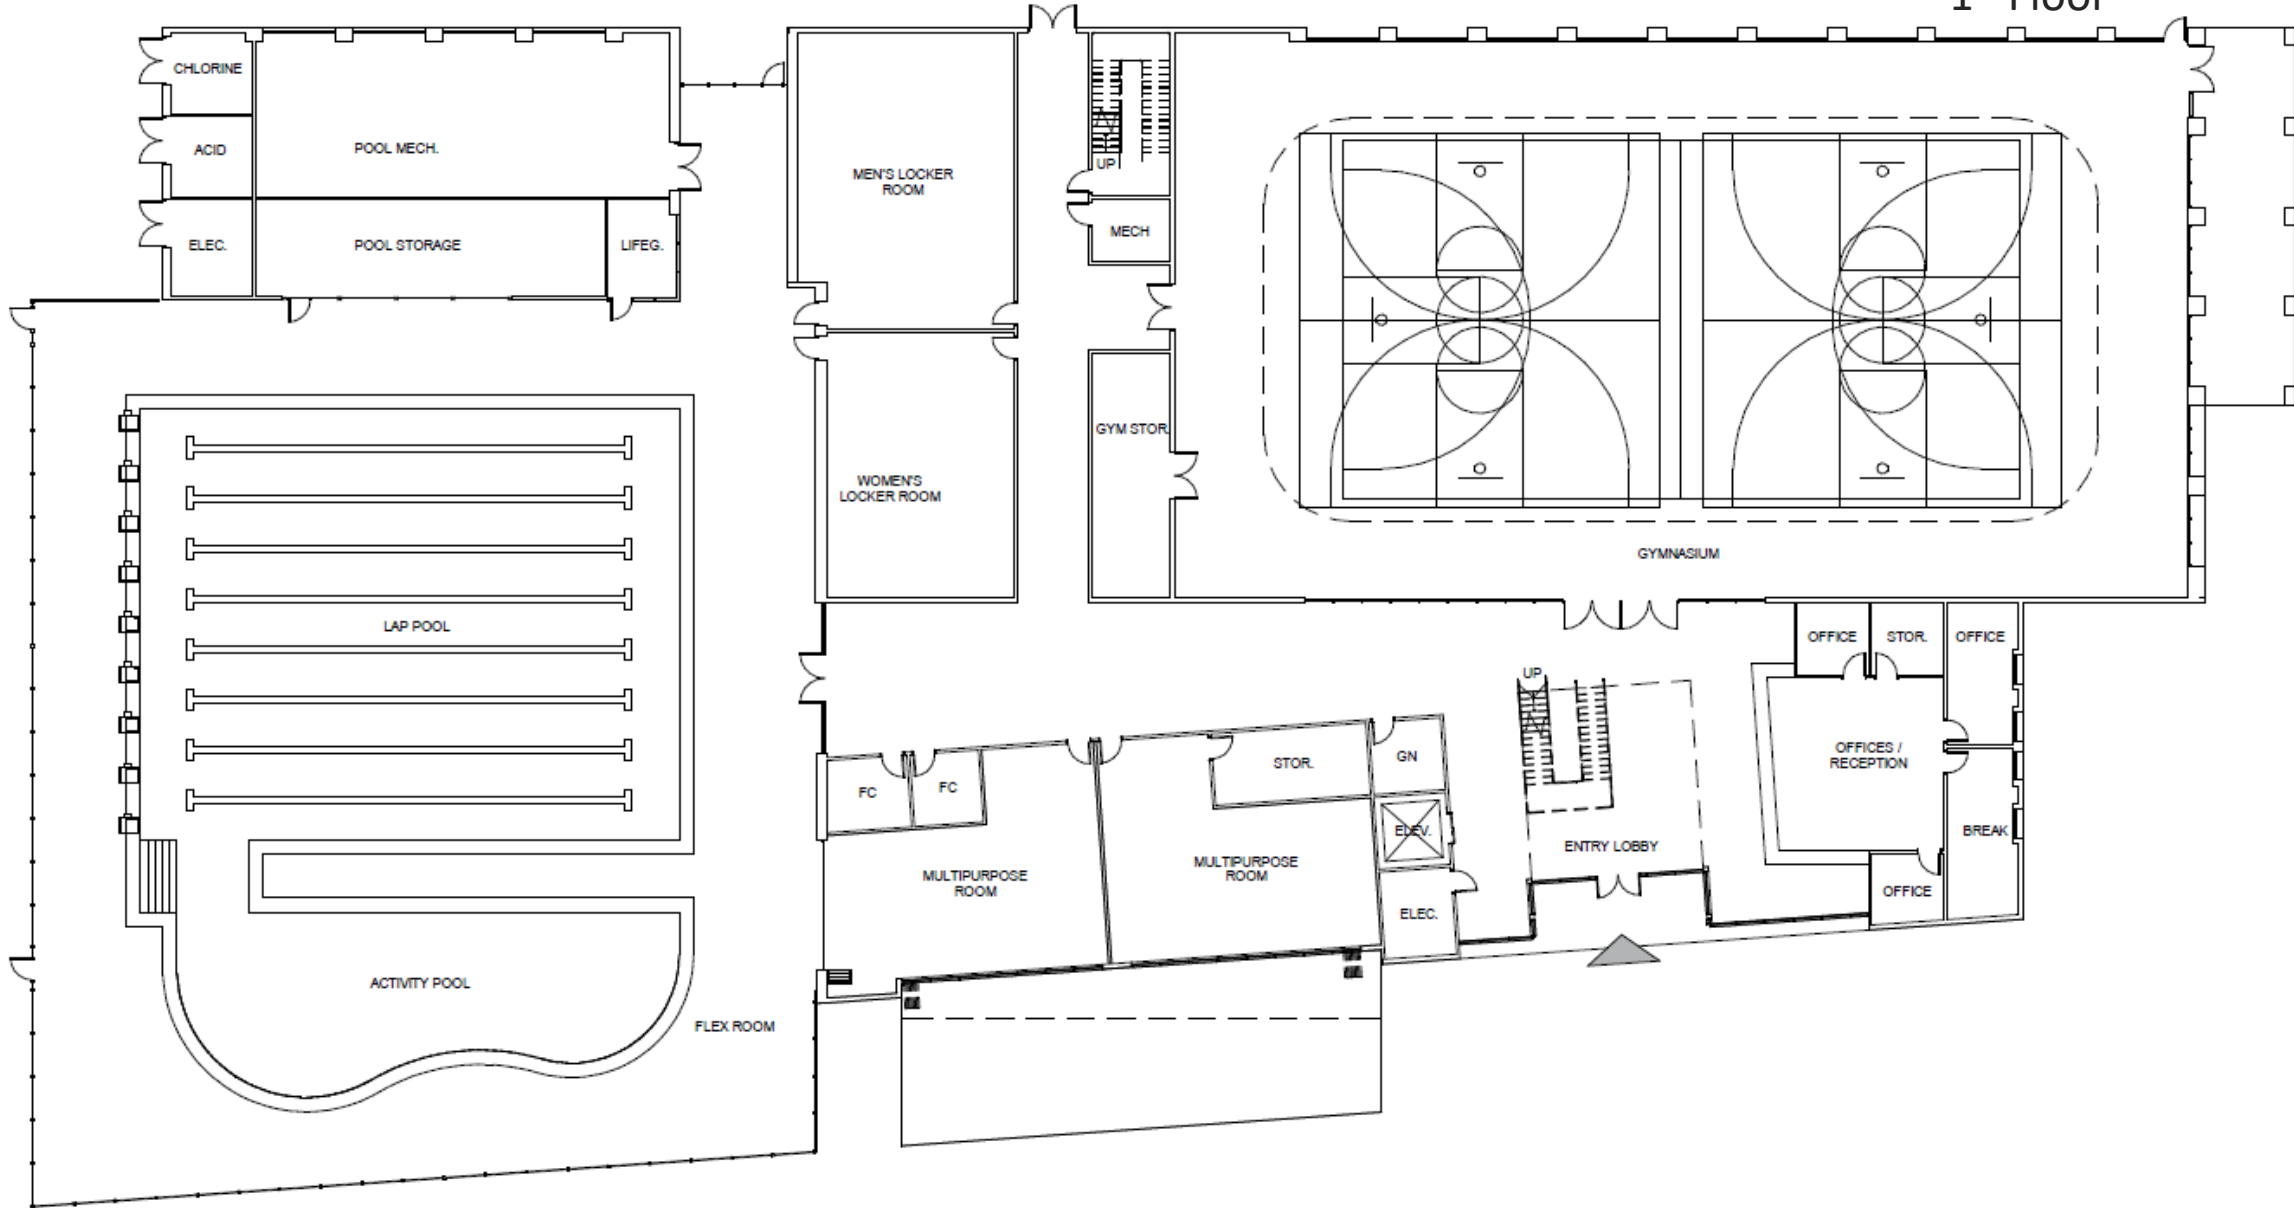 1 Floor
CHLORINE
ACID
POOL MECH.
ELEC.
POOL STORAGE
LIFEG.
MEN'S LOCKER
ROOM
UP
MECH
GYM STOR.
WOMEN'S
LOCKER ROOM
GYMNASIUM
LAP POOL
ACTIVITY POOL
FLEX ROOM
FC
FC
MULTIPURPOSE
ROOM
STOR.
MULTIPURPOSE
ROOM
GN
ELEV.
ELEC.
UP
ENTRY LOBBY
OFFICE
STOR.
OFFICE
OFFICES /
RECEPTION
BREAK
OFFICE